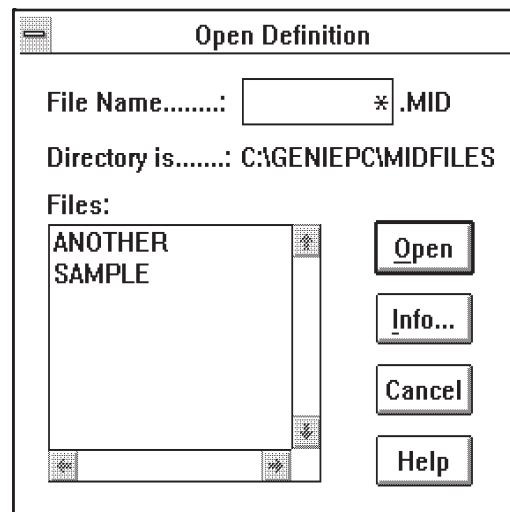 Open Definition
File Name........: * .MID
Directory is.......: C:\GENIEPC\MIDFILES
Files:
ANOTHER
SAMPLE
Open
Info...
Cancel
Help